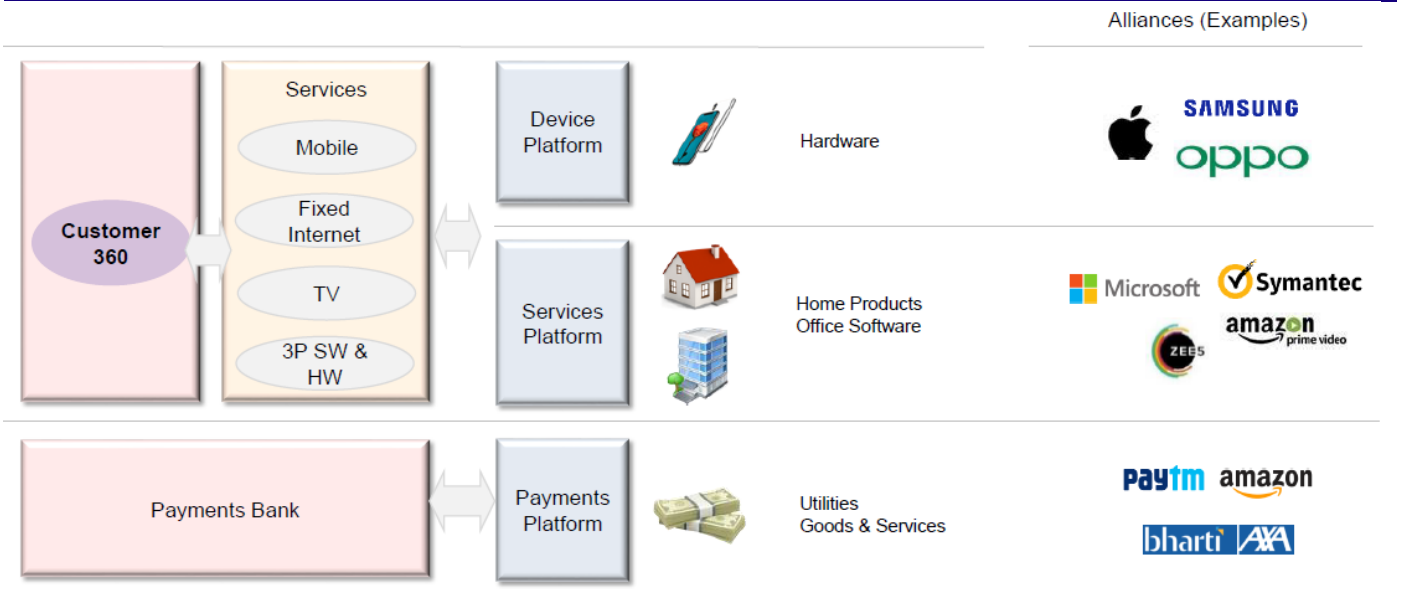 Alliances (Examples)
Services
Mobile
Fixed
Internet
TV
3P SW &
HW
Customer
360
Device
Platform
Hardware
SAMSUNG
oppo
Services
Platform
Home Products
Office Software
Microsoft
Symantec
ZEE5
amazon
prime video
Payments Bank
Payments
Platform
Utilities
Goods & Services
paytm
amazon
bharti
AXA